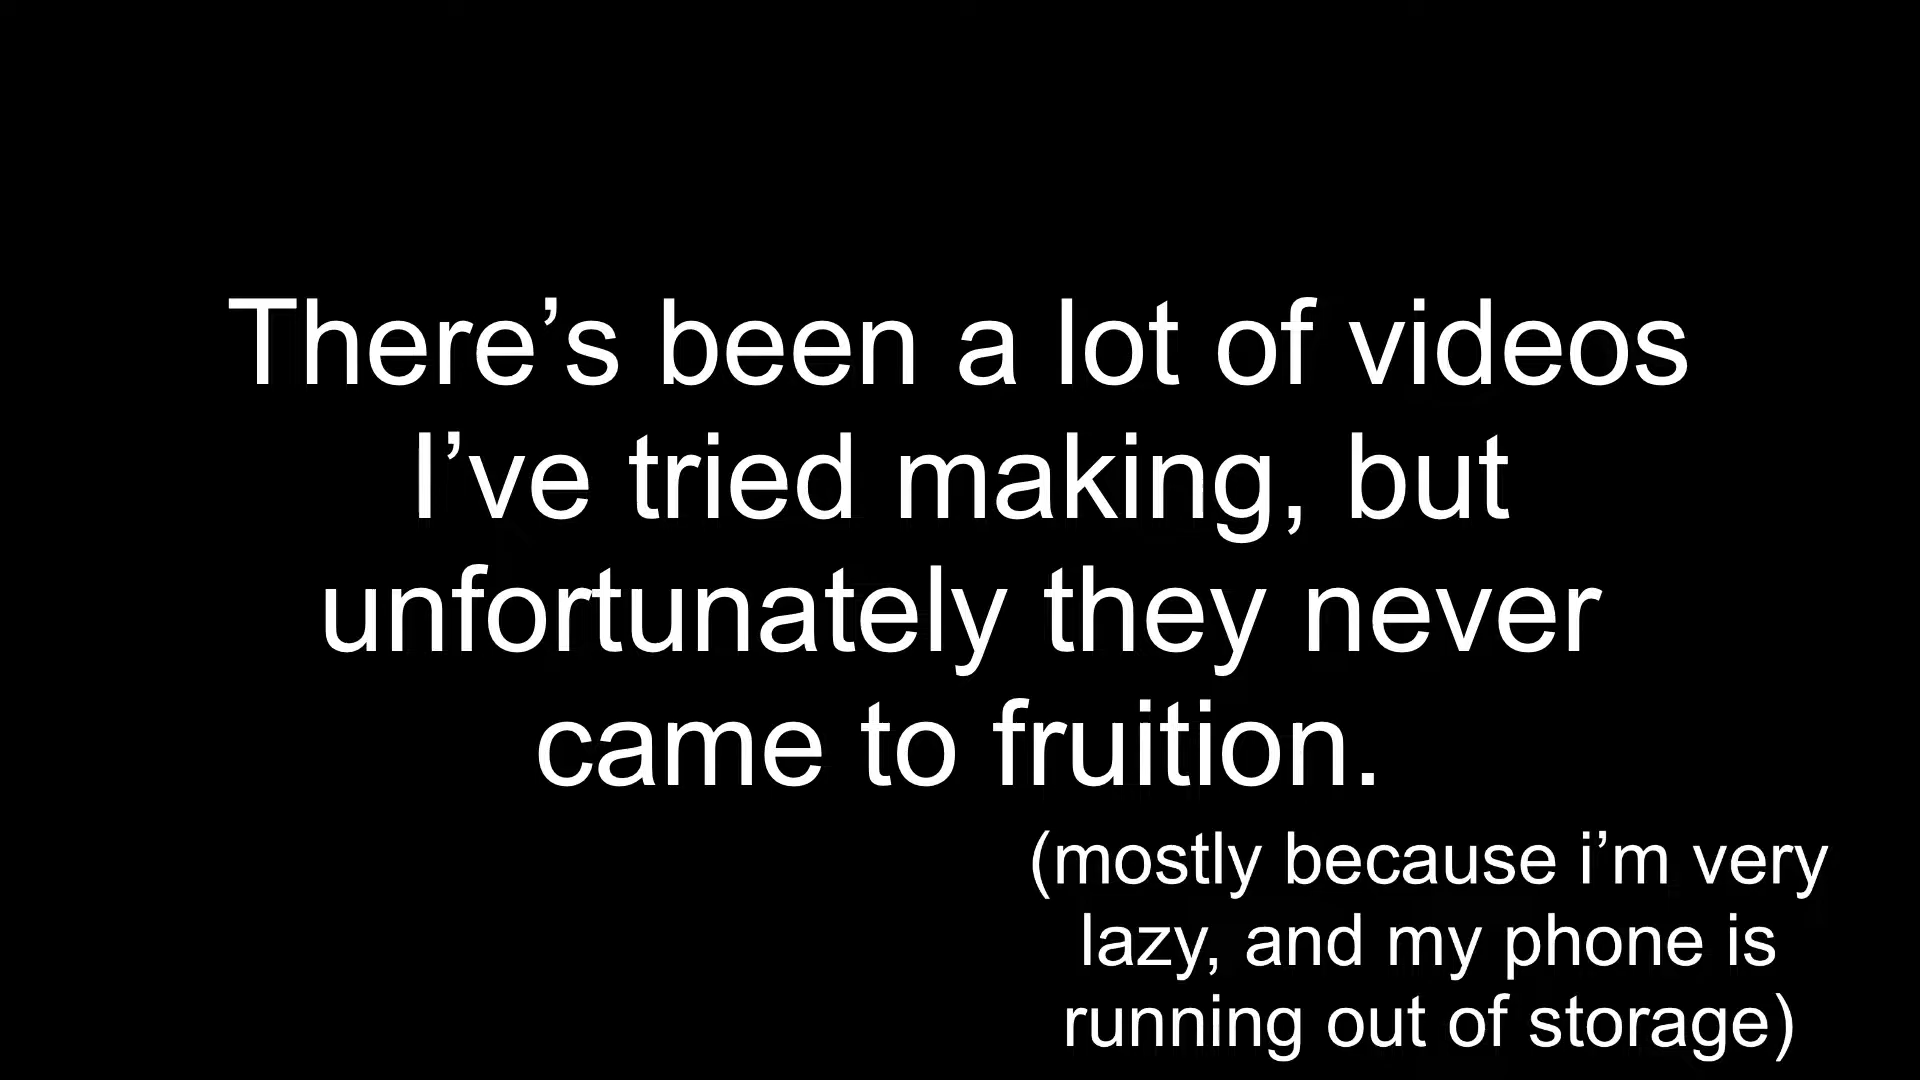 There’s been a lot of videos
I’ve tried making, but
unfortunately they never
came to fruition.
(mostly because i’m very
lazy, and my phone is
running out of storage)